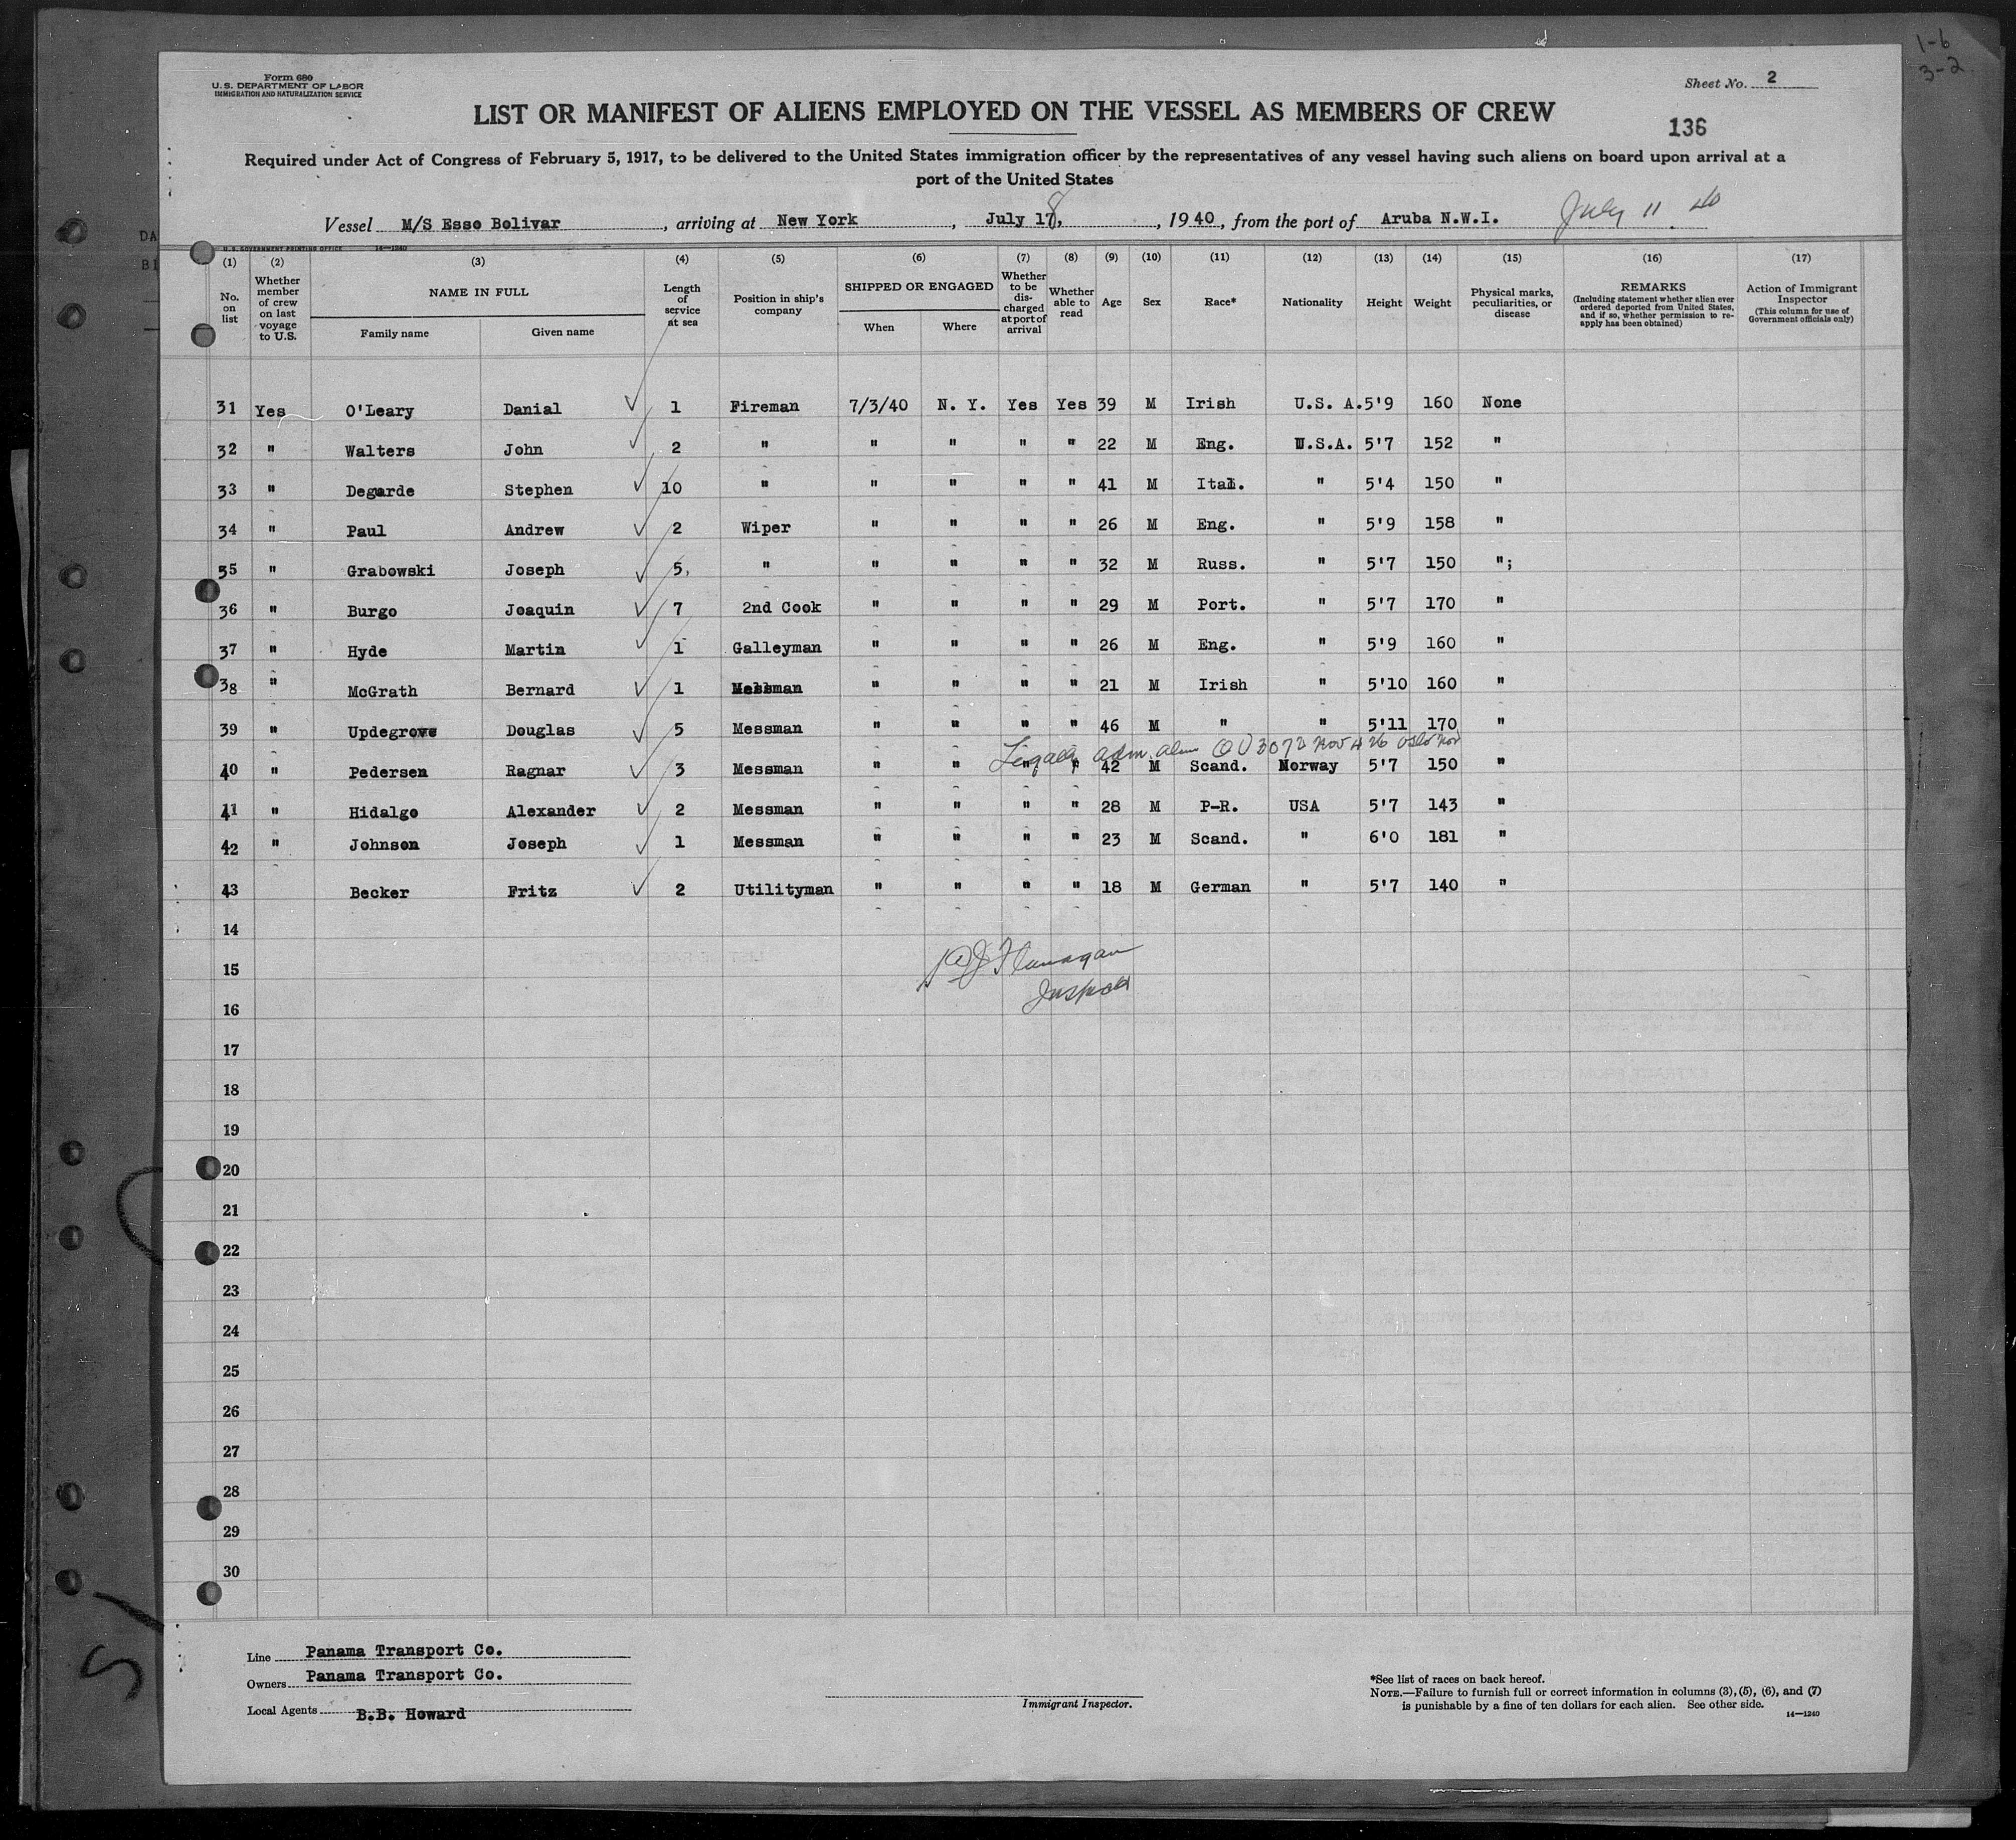 1-6
3-2
Form 680
U. S. DEPARTMENT OF LABOR
IMMIGRATION AND NATURALIZATION SERVICE
Sheet No. 2
LIST OR MANIFEST OF ALIENS EMPLOYED ON THE VESSEL AS MEMBERS OF CREW
136
Required under Act of Congress of February 5, 1917, to be delivered to the United States immigration officer by the representatives of any vessel having such aliens on board upon arrival at a
port of the United States
Vessel M/S Esso Bolivar, arriving at New York, July 18, 1940, from the port of Aruba N.W.I. July 11 40
U. S. GOVERNMENT PRINTING OFFICE 14-1240
(1) (2) (3) (4) (5) (6) (7) (8) (9) (10) (11) (12) (13) (14) (15) (16) (17)
No. on list
Whether member of crew on last voyage to U.S.
NAME IN FULL
Family name Given name
Length of service at sea
Position in ship's company
SHIPPED OR ENGAGED
When Where
Whether to be dis-charged at port of arrival
Whether able to read
Age
Sex
Race*
Nationality
Height
Weight
Physical marks, peculiarities, or disease
REMARKS
(Including statement whether alien ever ordered deported from United States, and if so, whether permission to re-apply has been obtained)
Action of Immigrant Inspector
(This column for use of Government officials only)
31 Yes O'Leary Danial 1 Fireman 7/3/40 N. Y. Yes Yes 39 M Irish U.S. A. 5'9 160 None
32 " Walters John 2 " " " " " 22 M Eng. U.S.A. 5'7 152 "
33 " Degarde Stephen 10 " " " " " 41 M Ital. " 5'4 150 "
34 " Paul Andrew 2 Wiper " " " " 26 M Eng. " 5'9 158 "
35 " Grabowski Joseph 5, " " " " " 32 M Russ. " 5'7 150 ";
36 " Burgo Joaquin 7 2nd Cook " " " " 29 M Port. " 5'7 170 "
37 " Hyde Martin 1 Galleyman " " " " 26 M Eng. " 5'9 160 "
38 " McGrath Bernard 1 Messman " " " " 21 M Irish " 5'10 160 "
39 " Updegrove Douglas 5 Messman " " " " 46 M " " 5'11 170 "
Legally adm. alien QV 3072 Nov 4 26 Oslo Nor
40 " Pedersen Ragnar 3 Messman " " " " 42 M Scand. Norway 5'7 150 "
41 " Hidalgo Alexander 2 Messman " " " " 28 M P-R. USA 5'7 143 "
42 " Johnson Joseph 1 Messman " " " " 23 M Scand. " 6'0 181 "
43 Becker Fritz 2 Utilityman " " " " 18 M German " 5'7 140 "
14
Flanagan
15
Inspector
16
17
18
19
20
21
22
23
24
25
26
27
28
29
30
Line Panama Transport Co.
Owners Panama Transport Co.
Local Agents B.B. Howard
Immigrant Inspector.
*See list of races on back hereof.
NOTE.—Failure to furnish full or correct information in columns (3), (5), (6), and (7)
is punishable by a fine of ten dollars for each alien. See other side.
14—1240